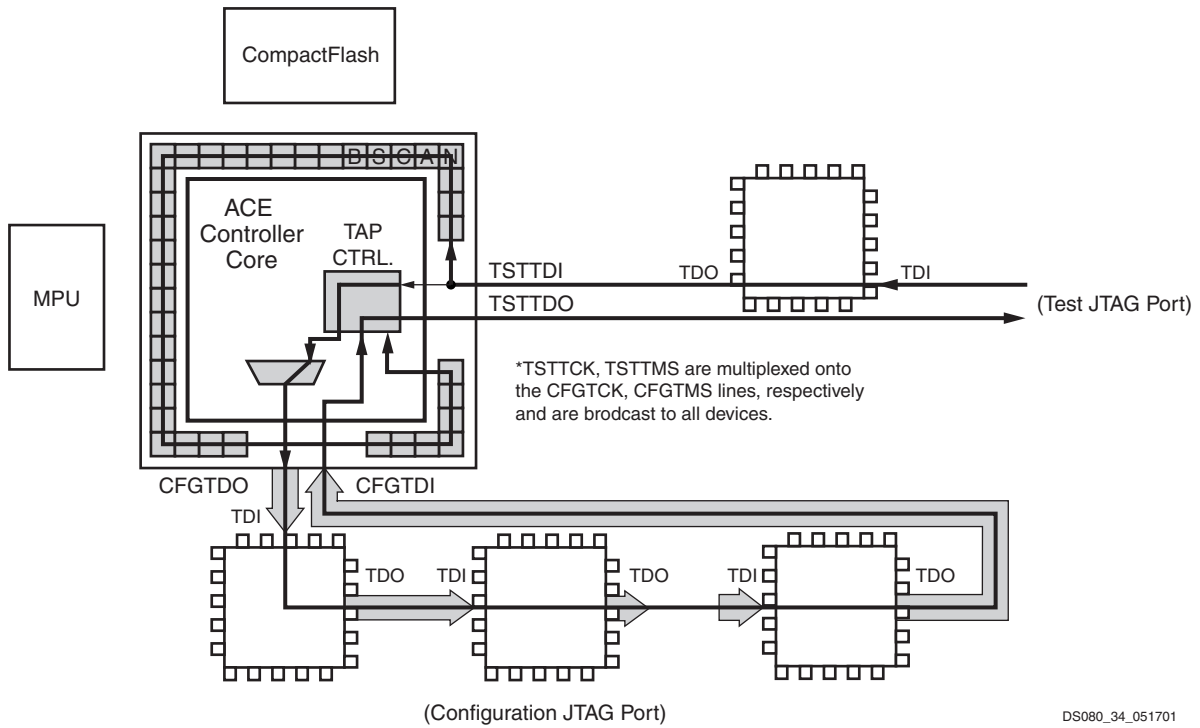 CompactFlash
B S C A N
ACE
Controller
Core
TAP
CTRL.
MPU
TSTTDI
TSTTDO
TDO
TDI
(Test JTAG Port)
*TSTTCK, TSTTMS are multiplexed onto
the CFGTCK, CFGTMS lines, respectively
and are brodcast to all devices.
CFGTDO
CFGTDI
TDI
TDO
TDI
TDO
TDI
TDO
(Configuration JTAG Port)
DS080_34_051701